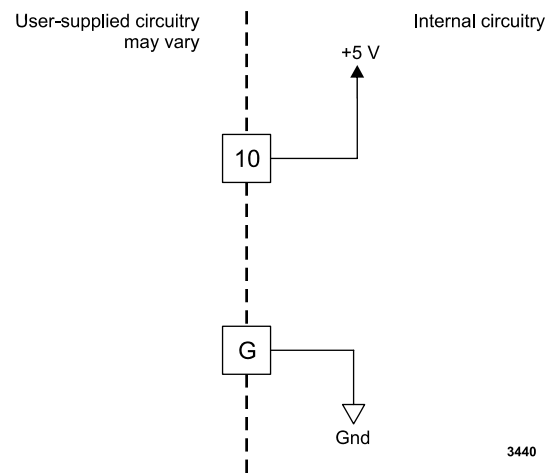 User-supplied circuitry
may vary
Internal circuitry
+5 V
10
G
Gnd
3440